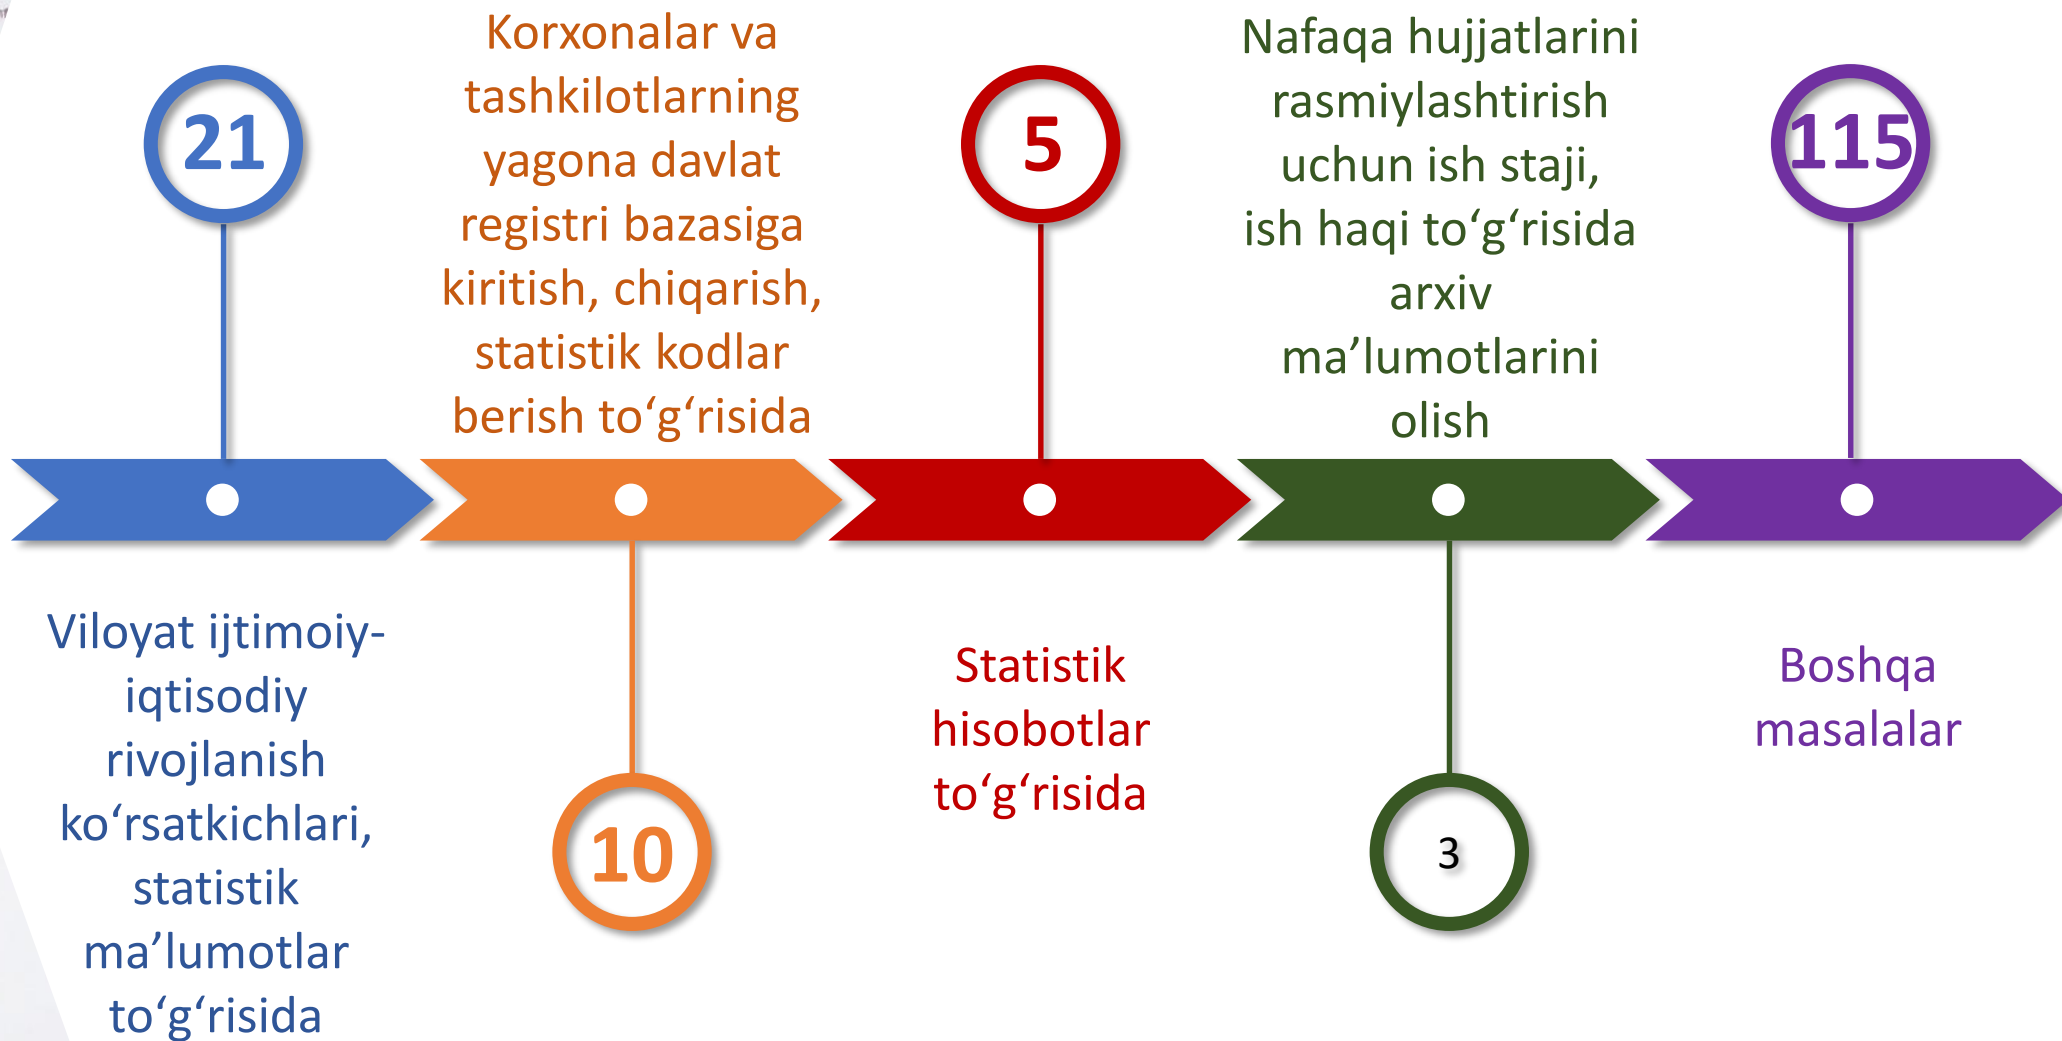 21
Viloyat ijtimoiy-
iqtisodiy
rivojlanish
ko‘rsatkichlari,
statistik
ma’lumotlar
to‘g‘risida
Korxonalar va
tashkilotlarning
yagona davlat
registri bazasiga
kiritish, chiqarish,
statistik kodlar
berish to‘g‘risida
10
5
Statistik
hisobotlar
to‘g‘risida
Nafaqa hujjatlarini
rasmiylashtirish
uchun ish staji,
ish haqi to‘g‘risida
arxiv
ma’lumotlarini
olish
3
115
Boshqa
masalalar